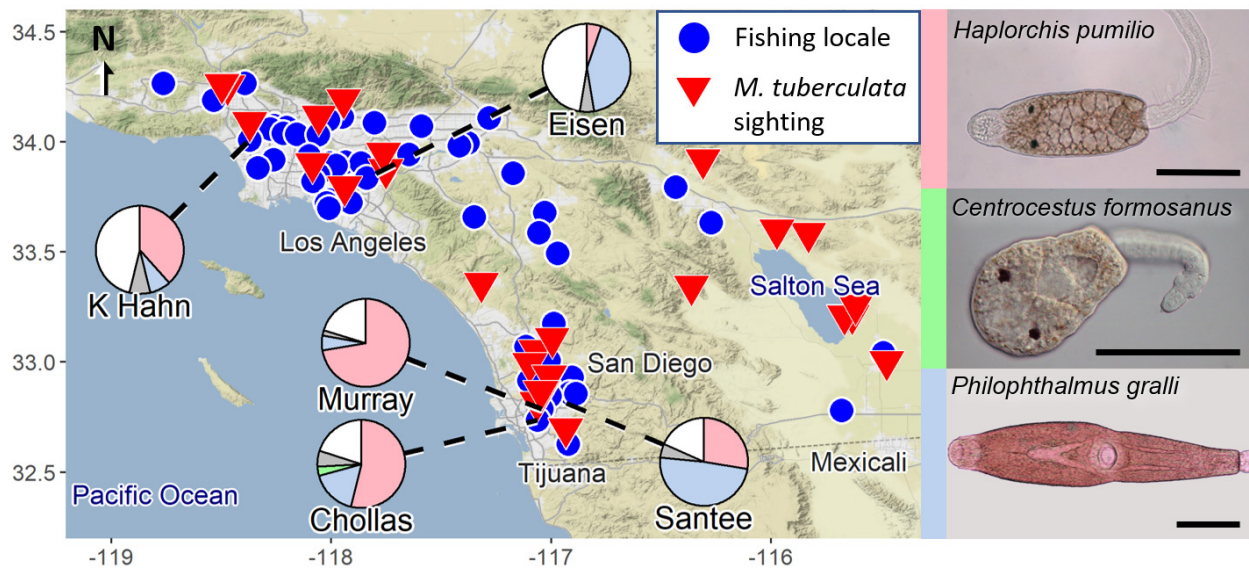 34.5
34.0
33.5
33.0
32.5
-119
-118
-117
-116
N
Fishing locale
M. tuberculata
sighting
Eisen
K Hahn
Los Angeles
Salton Sea
Murray
San Diego
Chollas
Tijuana
Santee
Mexicali
Pacific Ocean
Haplorchis pumilio
Centrocestus formosanus
Philophthalmus gralli